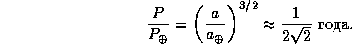 P/P⊕ = (a/a⊕)^{3/2} ≈ 1/(2√2) года.